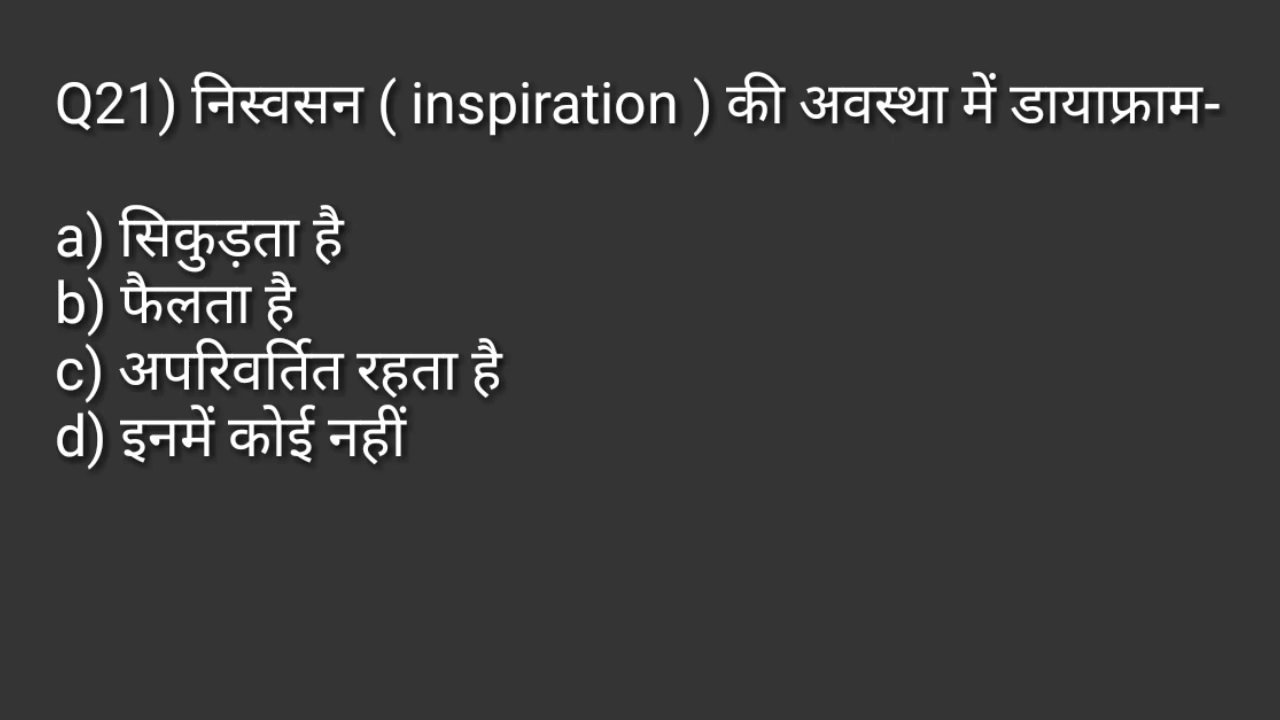 Q21) निस्वसन ( inspiration ) की अवस्था में डायाफ्राम-
a) सिकुड़ता है
b) फैलता है
c) अपरिवर्तित रहता है
d) इनमें कोई नहीं